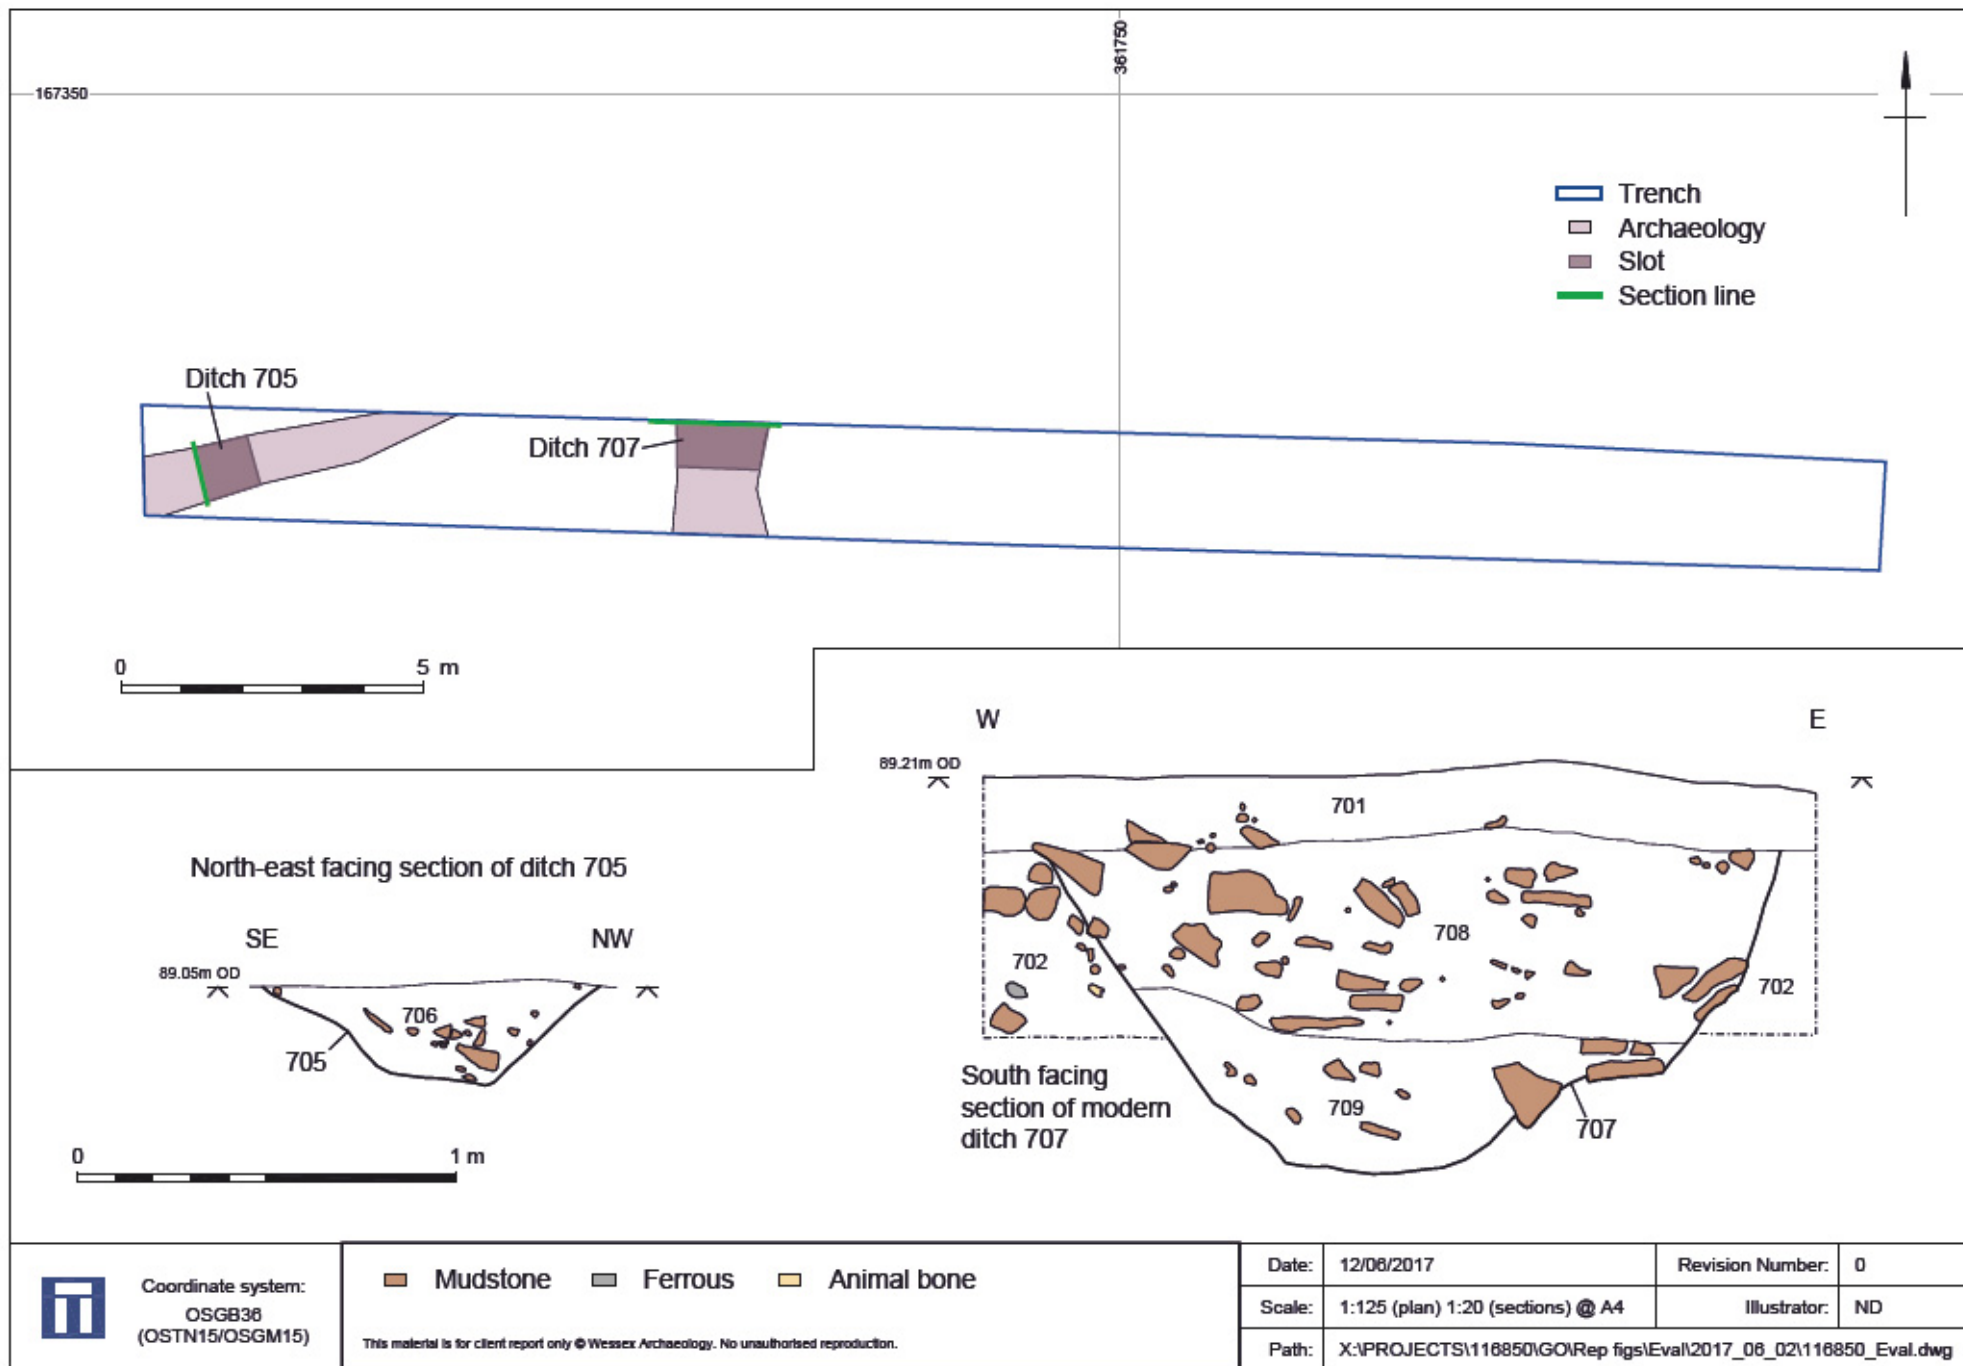 361750
167350
Trench
Archaeology
Slot
Section line
Ditch 705
Ditch 707
0 5 m
W E
89.21m OD
701
708
702
702
709
707
South facing
section of modern
ditch 707
North-east facing section of ditch 705
SE NW
89.05m OD
706
705
0 1 m
Coordinate system:
OSGB36
(OSTN15/OSGM15)
Mudstone Ferrous Animal bone
This material is for client report only © Wessex Archaeology. No unauthorised reproduction.
Date: 12/06/2017 Revision Number: 0
Scale: 1:125 (plan) 1:20 (sections) @ A4 Illustrator: ND
Path: X:\PROJECTS\116850\GO\Rep figs\Eval\2017_06_02\116850_Eval.dwg